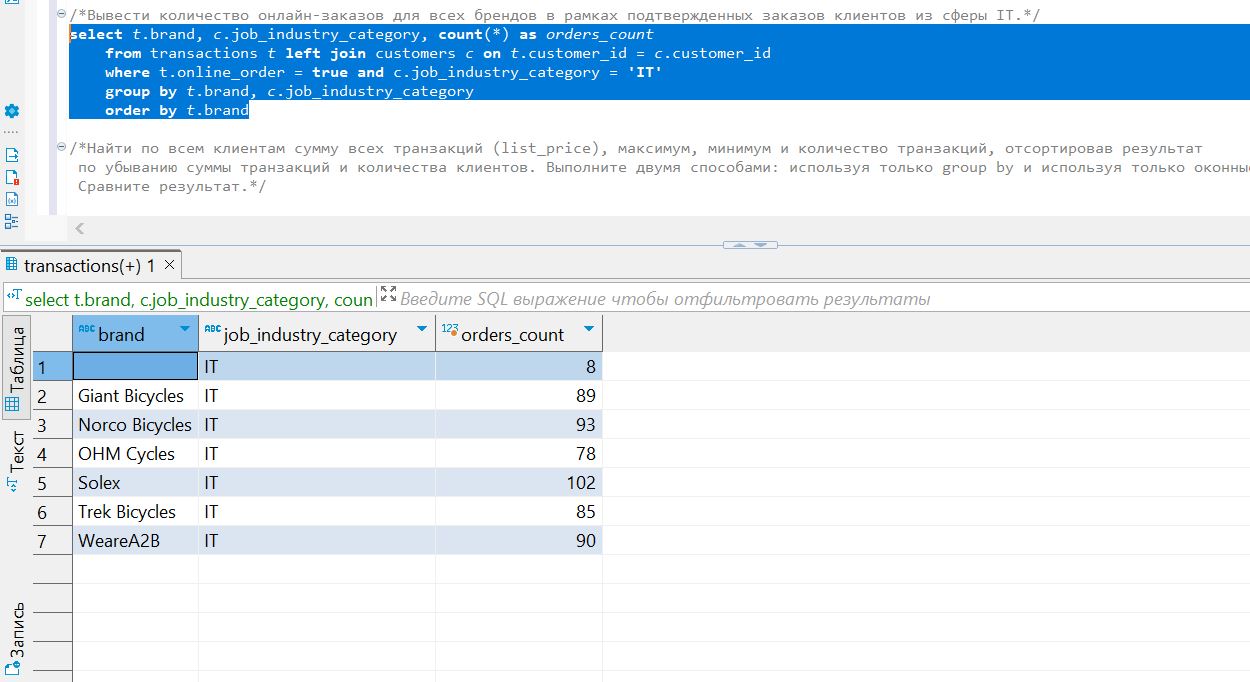 /*Вывести количество онлайн-заказов для всех брендов в рамках подтвержденных заказов клиентов из сферы IT.*/
select t.brand, c.job_industry_category, count(*) as orders_count
from transactions t left join customers c on t.customer_id = c.customer_id
where t.online_order = true and c.job_industry_category = 'IT'
group by t.brand, c.job_industry_category
order by t.brand
/*Найти по всем клиентам сумму всех транзакций (list_price), максимум, минимум и количество транзакций, отсортировав результат
по убыванию суммы транзакций и количества клиентов. Выполните двумя способами: используя только group by и используя только оконные
Сравните результат.*/
transactions(+) 1
select t.brand, c.job_industry_category, coun
Введите SQL выражение чтобы отфильтровать результаты
Таблица
Текст
Запись
ABC brand ABC job_industry_category 123 orders_count
1 IT 8
2 Giant Bicycles IT 89
3 Norco Bicycles IT 93
4 OHM Cycles IT 78
5 Solex IT 102
6 Trek Bicycles IT 85
7 WeareA2B IT 90